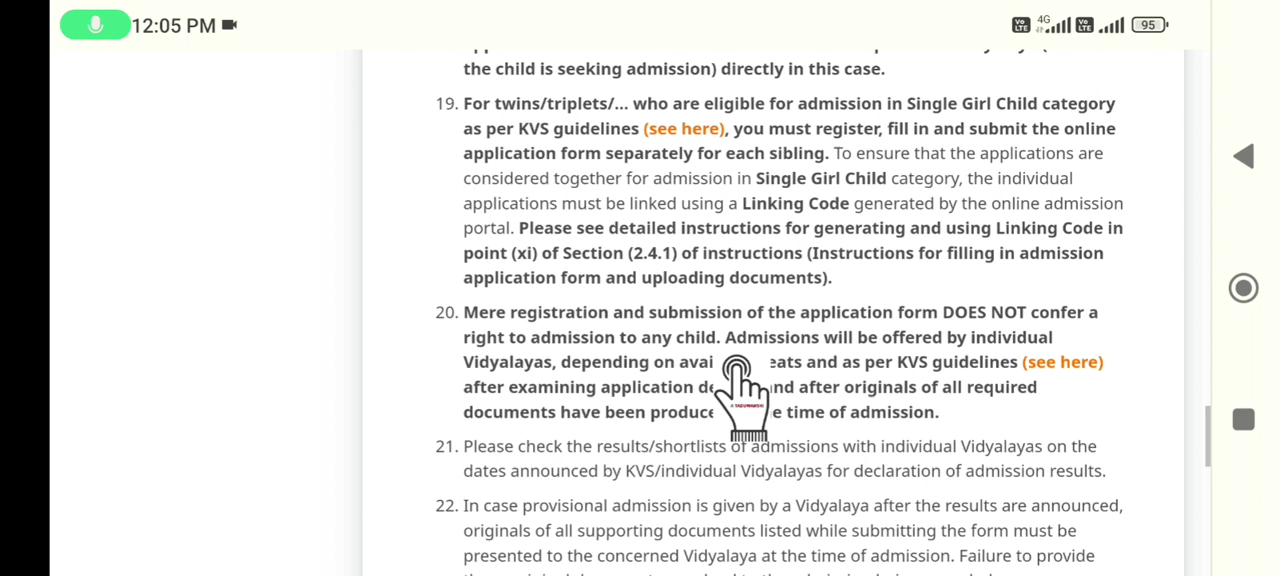 12:05 PM
4G
95
the child is seeking admission) directly in this case.
19. For twins/triplets/... who are eligible for admission in Single Girl Child category
as per KVS guidelines (see here), you must register, fill in and submit the online
application form separately for each sibling. To ensure that the applications are
considered together for admission in Single Girl Child category, the individual
applications must be linked using a Linking Code generated by the online admission
portal. Please see detailed instructions for generating and using Linking Code in
point (xi) of Section (2.4.1) of instructions (Instructions for filling in admission
application form and uploading documents).
20. Mere registration and submission of the application form DOES NOT confer a
right to admission to any child. Admissions will be offered by individual
Vidyalayas, depending on avai eats and as per KVS guidelines (see here)
after examining application de nd after originals of all required
documents have been produce e time of admission.
21. Please check the results/shortlists of admissions with individual Vidyalayas on the
dates announced by KVS/individual Vidyalayas for declaration of admission results.
22. In case provisional admission is given by a Vidyalaya after the results are announced,
originals of all supporting documents listed while submitting the form must be
presented to the concerned Vidyalaya at the time of admission. Failure to provide